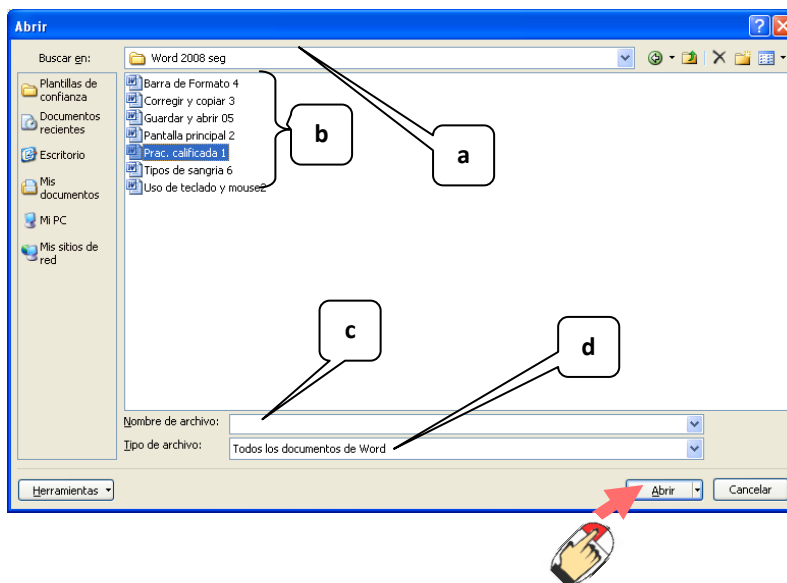 Abrir
Buscar en:
Word 2008 seg
Plantillas de
confianza
Documentos
recientes
Escritorio
Mis
documentos
Mi PC
Mis sitios de
red
Barra de Formato 4
Corregir y copiar 3
Guardar y abrir 05
Pantalla principal 2
Prac. calificada 1
Tipos de sangria 6
Uso de teclado y mouse2
b
a
c
d
Nombre de archivo:
Tipo de archivo:
Todos los documentos de Word
Herramientas
Abrir
Cancelar